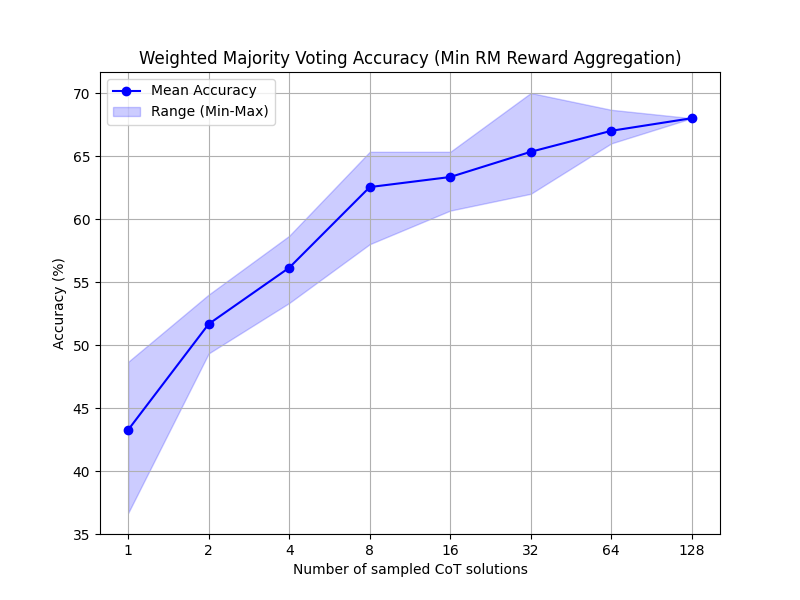 Weighted Majority Voting Accuracy (Min RM Reward Aggregation)
Mean Accuracy
Range (Min-Max)
Accuracy (%)
70
65
60
55
50
45
40
35
1 2 4 8 16 32 64 128
Number of sampled CoT solutions